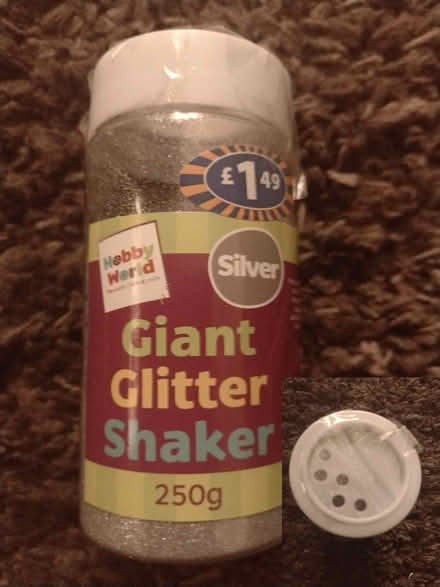 £1 49
Hobby
World
Silver
Giant
Glitter
Shaker
250g